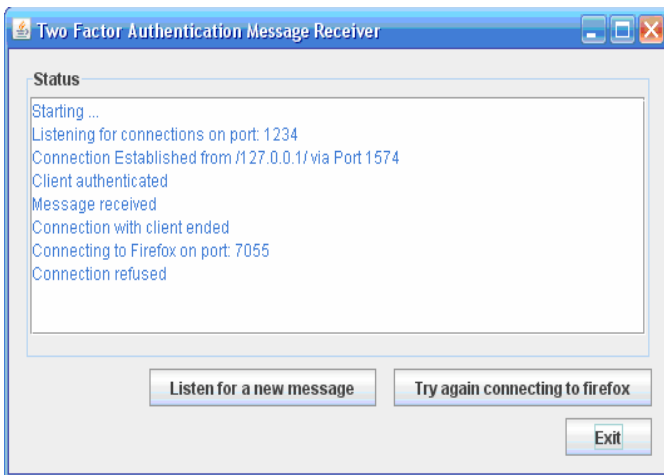 Two Factor Authentication Message Receiver
Status
Starting ...
Listening for connections on port: 1234
Connection Established from /127.0.0.1/ via Port 1574
Client authenticated
Message received
Connection with client ended
Connecting to Firefox on port: 7055
Connection refused
Listen for a new message
Try again connecting to firefox
Exit